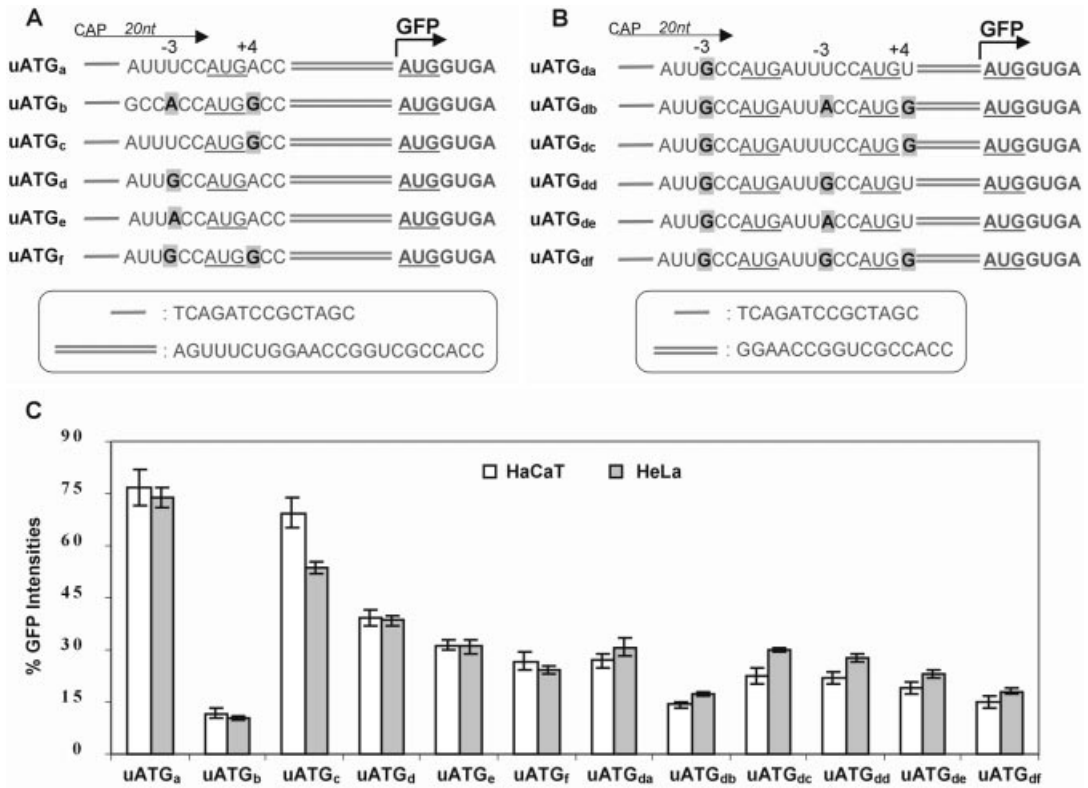 A
CAP 20nt
-3 +4
GFP
uATGa AUUUCCAUGACC AUGGUGA
uATGb GCCACCAUGGCC AUGGUGA
uATGc AUUUCCAUGGCC AUGGUGA
uATGd AUUGCCAUGACC AUGGUGA
uATGe AUUACCAUGACC AUGGUGA
uATGf AUUGCCAUGGCC AUGGUGA
: TCAGATCCGCTAGC
: AGUUUCUGGAACCGGUCGCCACC
B
CAP 20nt
-3 -3 +4
GFP
uATGda AUUGCCAUGAUUUCCAUGU AUGGUGA
uATGdb AUUGCCAUGAUUACCAUGG AUGGUGA
uATGdc AUUGCCAUGAUUUCCAUGG AUGGUGA
uATGdd AUUGCCAUGAUUGCCAUGU AUGGUGA
uATGde AUUGCCAUGAUUACCAUGU AUGGUGA
uATGdf AUUGCCAUGAUUGCCAUGG AUGGUGA
: TCAGATCCGCTAGC
: GGAACCGGUCGCCACC
C
% GFP Intensities
90
75
60
45
30
15
0
HaCaT HeLa
uATGa uATGb uATGc uATGd uATGe uATGf uATGda uATGdb uATGdc uATGdd uATGde uATGdf